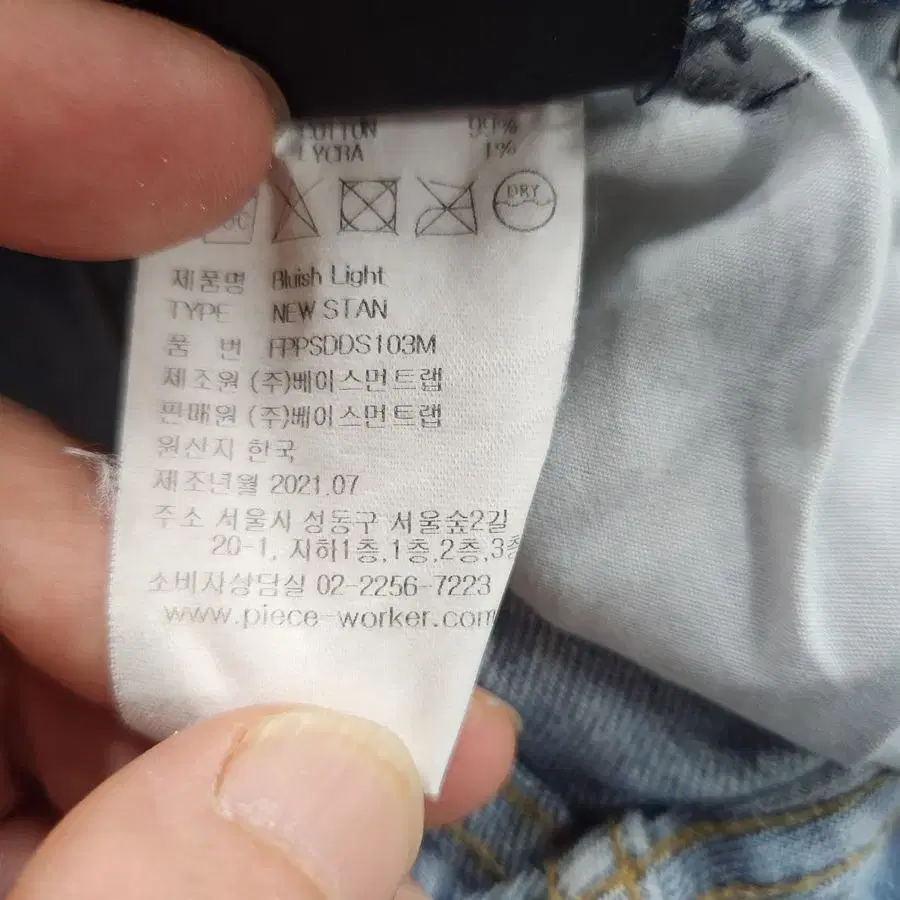 COTTON 99%
LYCRA 1%
DRY
제품명 Bluish Light
TYPE NEW STAN
품 번 FPPSDDS103M
제조원 (주)베이스먼트랩
판매원 (주)베이스먼트랩
원산지 한국
제조년월 2021.07
주소 서울시 성동구 서울숲2길
20-1, 지하1층,1층,2층,3층
소비자상담실 02-2256-7223
www.piece-worker.com